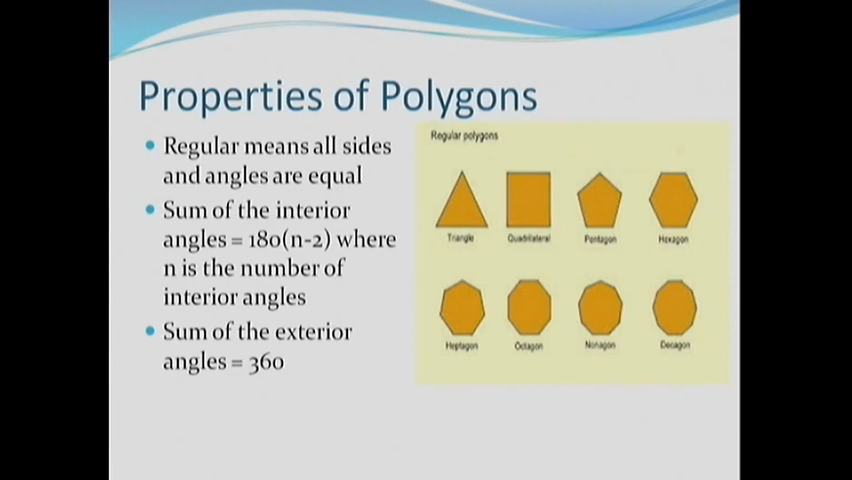 Properties of Polygons
• Regular means all sides
and angles are equal
• Sum of the interior
angles = 180(n-2) where
n is the number of
interior angles
• Sum of the exterior
angles = 360
Regular polygons
Triangle Quadrilateral Pentagon Hexagon
Heptagon Octagon Nonagon Decagon